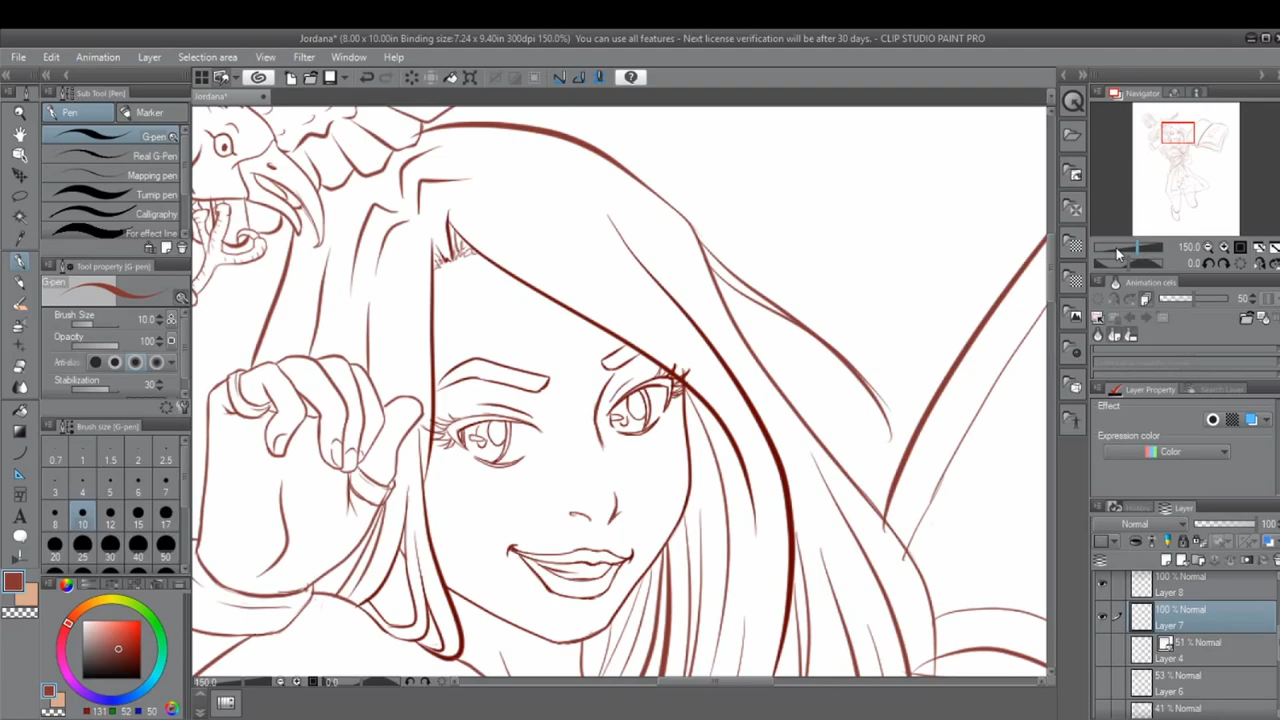 Jordana* (8.00 x 10.00in Binding size:7.24 x 9.40in 300dpi 150.0%)  You can use all features - Next license verification will be after 30 days. - CLIP STUDIO PAINT PRO
File Edit Animation Layer Selection area View Filter Window Help
Sub Tool [Pen]
Jordana*
Navigator
Pen Marker
G-pen
Real G-Pen
Mapping pen
Turnip pen
Calligraphy
For effect line
150.0
0.0
Tool property [G-pen]
G-pen
Animation cels
50
Brush Size 10.0
Opacity 100
Stabilization 30
Layer Property Search Layer
Effect
Expression color
Color
Brush size [G-pen]
0.7 1 1.5 2 2.5
3 4 5 6 7
8 10 12 15 17
20 25 30 40 50
Layer
Normal 100
100 % Normal
Layer 8
100 % Normal
Layer 7
51 % Normal
Layer 4
53 % Normal
Layer 6
41 % Normal
150.0 0.0
131 52 50